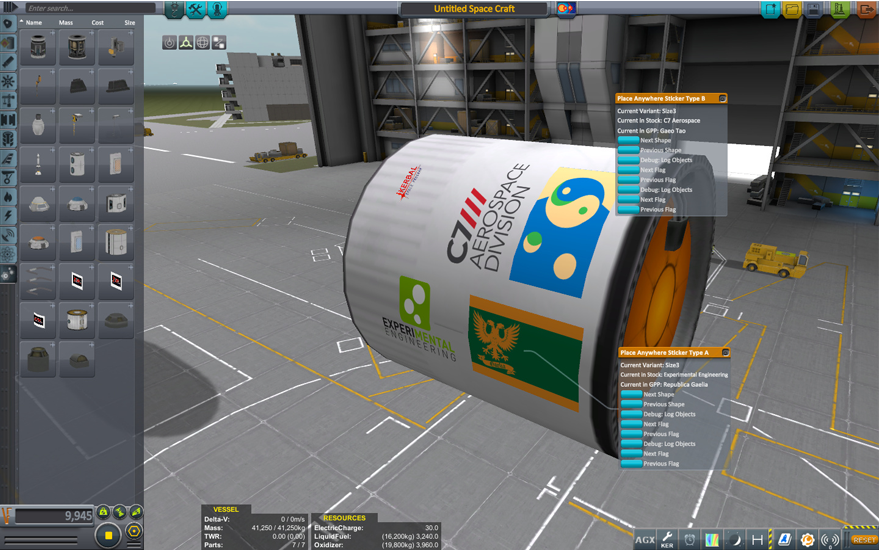 Enter search...
Untitled Space Craft
Name Mass Cost Size
KERBAL
SPACE PROGRAM
C7
AEROSPACE
DIVISION
EXPERIMENTAL
ENGINEERING
Place Anywhere Sticker Type B
Current Variant: Size3
Current in Stock: C7 Aerospace
Current in GPP: Gaeo Tao
Next Shape
Previous Shape
Debug: Log Objects
Next Flag
Previous Flag
Debug: Log Objects
Next Flag
Previous Flag
Place Anywhere Sticker Type A
Current Variant: Size3
Current in Stock: Experimental Engineering
Current in GPP: Republica Gaelia
Next Shape
Previous Shape
Debug: Log Objects
Next Flag
Previous Flag
Debug: Log Objects
Next Flag
Previous Flag
9,945
VESSEL
Delta-V: 0 / 0m/s
Mass: 41,250 / 41,250kg
TWR: 0.00 (0.00)
Parts: 7 / 7
RESOURCES
ElectricCharge: 30.0
LiquidFuel: (16,200kg) 3,240.0
Oxidizer: (19,800kg) 3,960.0
AGX
KER
0
RESET